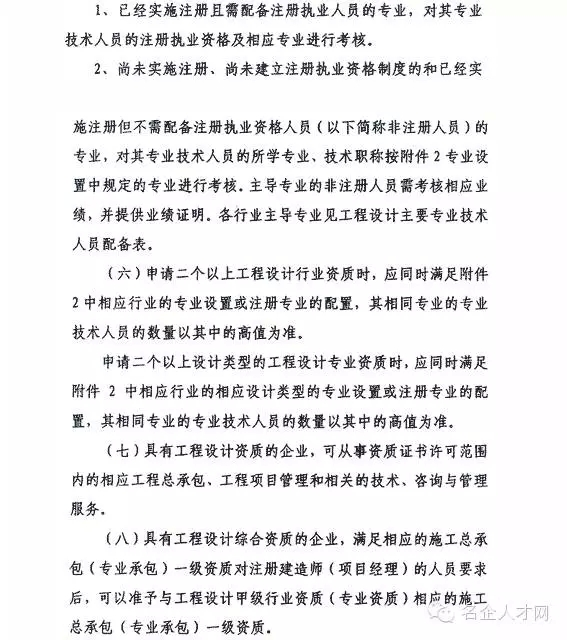 1、已经实施注册且需配备注册执业人员的专业，对其专业
技术人员的注册执业资格及相应专业进行考核。
2、尚未实施注册、尚未建立注册执业资格制度的和已经实
施注册但不需配备注册执业资格人员（以下简称非注册人员）的
专业，对其专业技术人员的所学专业、技术职称按附件2专业设
置中规定的专业进行考核。主导专业的非注册人员需考核相应业
绩，并提供业绩证明。各行业主导专业见工程设计主要专业技术
人员配备表。
（六）申请二个以上工程设计行业资质时，应同时满足附件
2中相应行业的专业设置或注册专业的配置，其相同专业的专业
技术人员的数量以其中的高值为准。
申请二个以上设计类型的工程设计专业资质时，应同时满足
附件 2 中相应行业的相应设计类型的专业设置或注册专业的配
置，其相同专业的专业技术人员的数量以其中的高值为准。
（七）具有工程设计资质的企业，可从事资质证书许可范围
内的相应工程总承包、工程项目管理和相关的技术、咨询与管理
服务。
（八）具有工程设计综合资质的企业，满足相应的施工总承
包（专业承包）一级资质对注册建造师（项目经理）的人员要求
后，可以准予与工程设计甲级行业资质（专业资质）相应的施工
总承包（专业承包）一级资质。
名企人才网